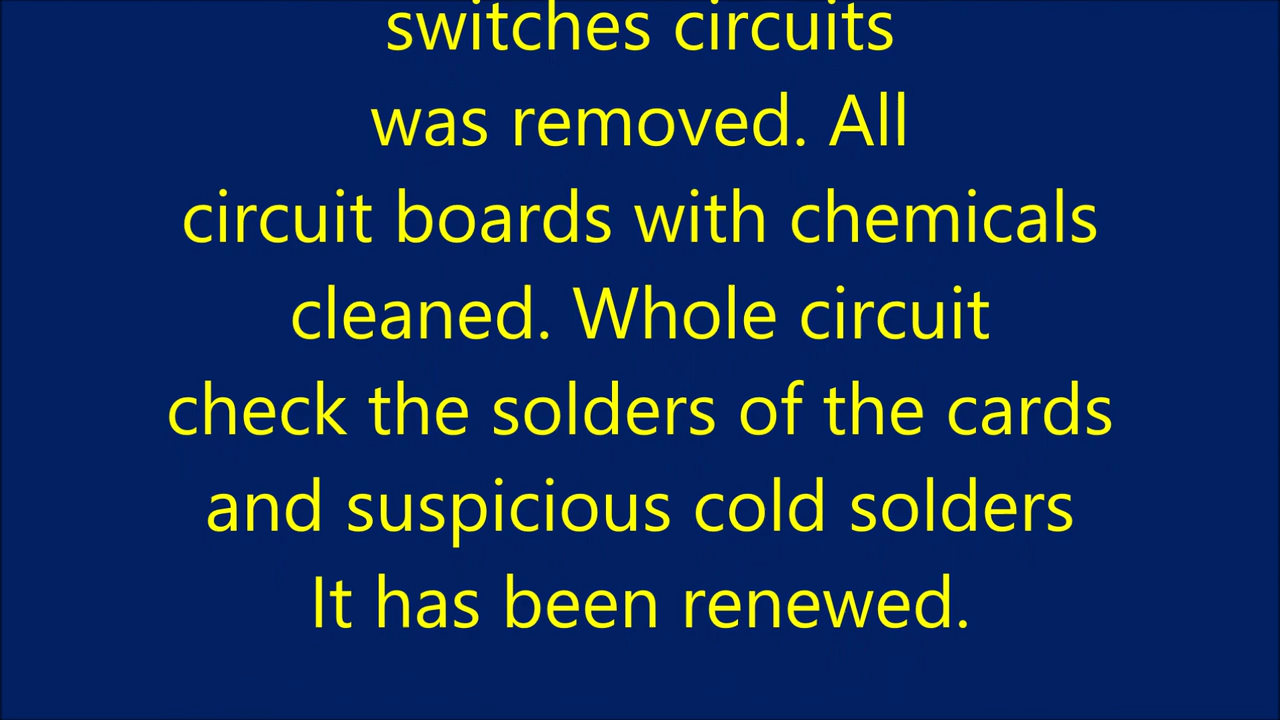 switches circuits
was removed. All
circuit boards with chemicals
cleaned. Whole circuit
check the solders of the cards
and suspicious cold solders
It has been renewed.